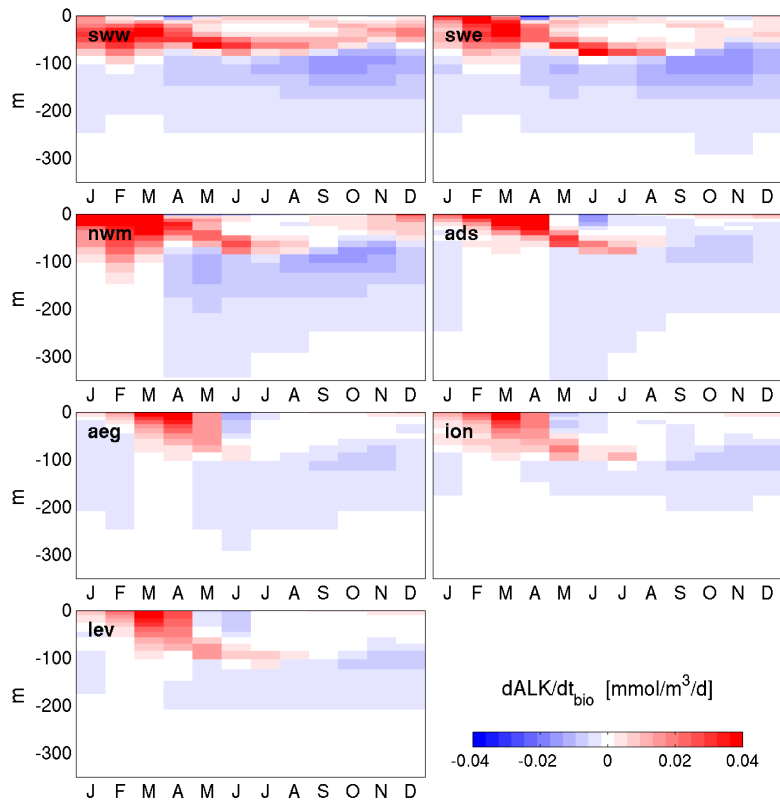 0
-100
-200
-300
m
sww
J F M A M J J A S O N D
swe
J F M A M J J A S O N D
0
-100
-200
-300
m
nwm
J F M A M J J A S O N D
ads
J F M A M J J A S O N D
0
-100
-200
-300
m
aeg
J F M A M J J A S O N D
ion
J F M A M J J A S O N D
0
-100
-200
-300
m
lev
J F M A M J J A S O N D
dALK/dt_bio [mmol/m³/d]
-0.04 -0.02 0 0.02 0.04